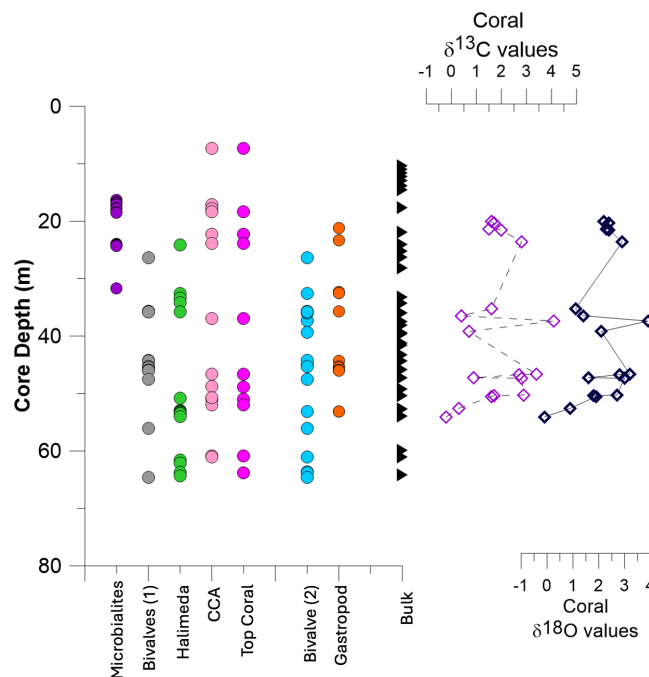 Coral
δ¹³C values
-1 0 1 2 3 4 5
0
20
40
60
80
Core Depth (m)
Microbialites
Bivalves (1)
Halimeda
CCA
Top Coral
Bivalve (2)
Gastropod
Bulk
-1 0 1 2 3 4
Coral
δ¹⁸O values